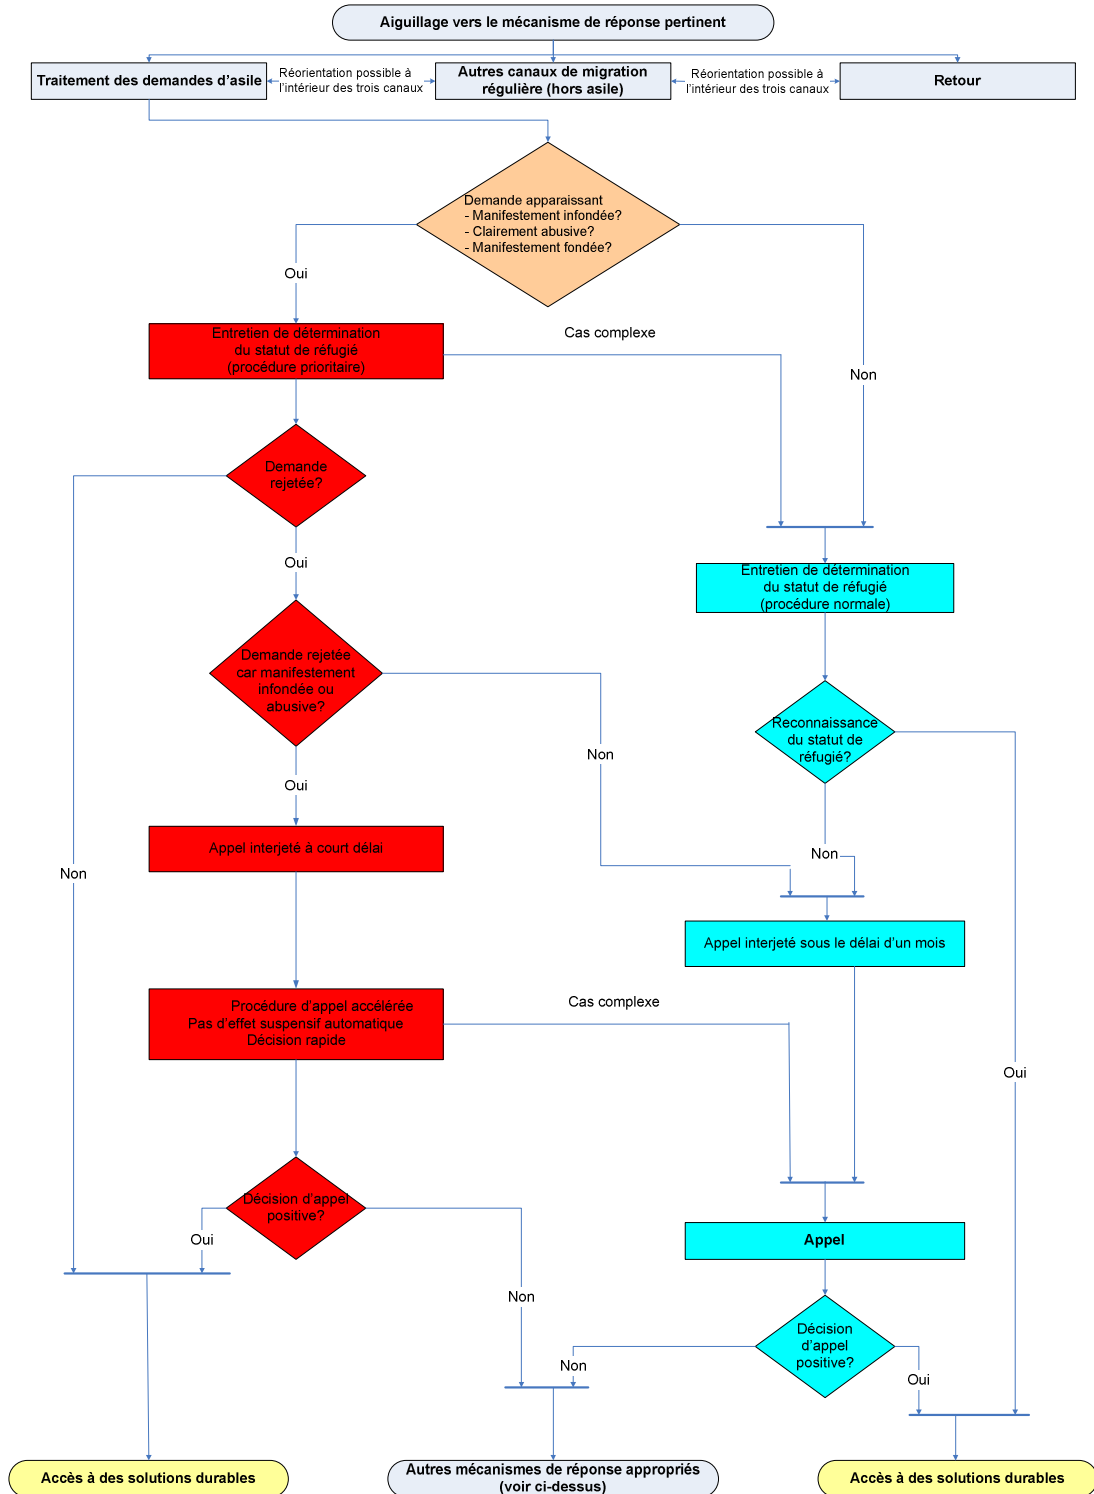 Aiguillage vers le mécanisme de réponse pertinent
Traitement des demandes d'asile
Réorientation possible à
l'intérieur des trois canaux
Autres canaux de migration
régulière (hors asile)
Réorientation possible à
l'intérieur des trois canaux
Retour
Demande apparaissant
- Manifestement infondée?
- Clairement abusive?
- Manifestement fondée?
Oui
Entretien de détermination
du statut de réfugié
(procédure prioritaire)
Cas complexe
Non
Demande
rejetée?
Oui
Entretien de détermination
du statut de réfugié
(procédure normale)
Demande rejetée
car manifestement
infondée ou
abusive?
Reconnaissance
du statut de
réfugié?
Non
Oui
Appel interjeté à court délai
Non
Non
Appel interjeté sous le délai d'un mois
Procédure d'appel accélérée
Pas d'effet suspensif automatique
Décision rapide
Cas complexe
Oui
Décision d'appel
positive?
Oui
Appel
Non
Décision
d'appel
positive?
Non
Oui
Accès à des solutions durables
Autres mécanismes de réponse appropriés
(voir ci-dessus)
Accès à des solutions durables